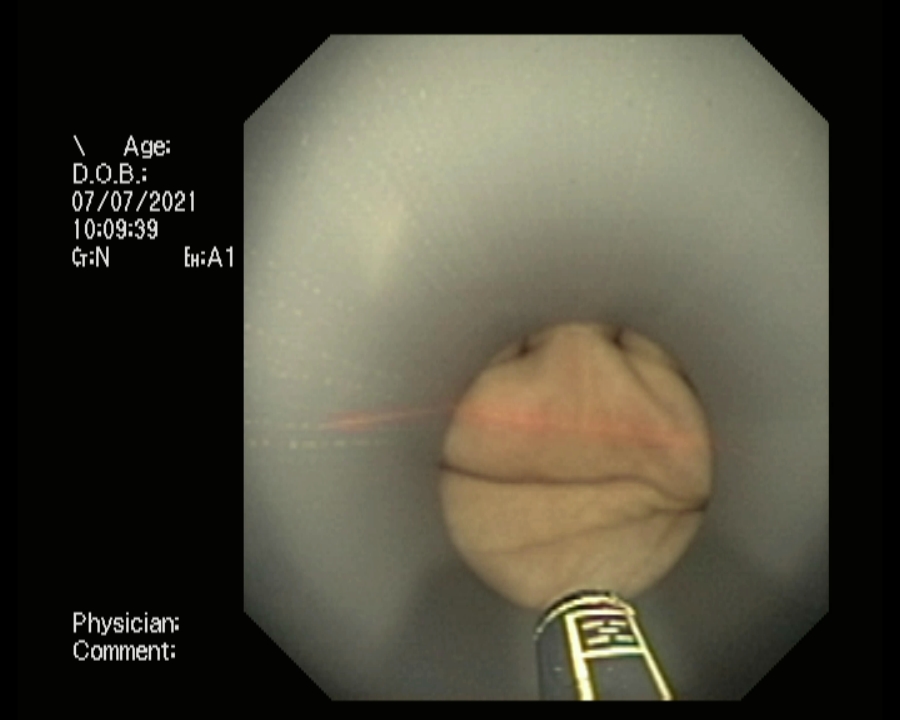 \ Age:
D.O.B.:
07/07/2021
10:09:39
Cr:N EH:A1
Physician:
Comment: